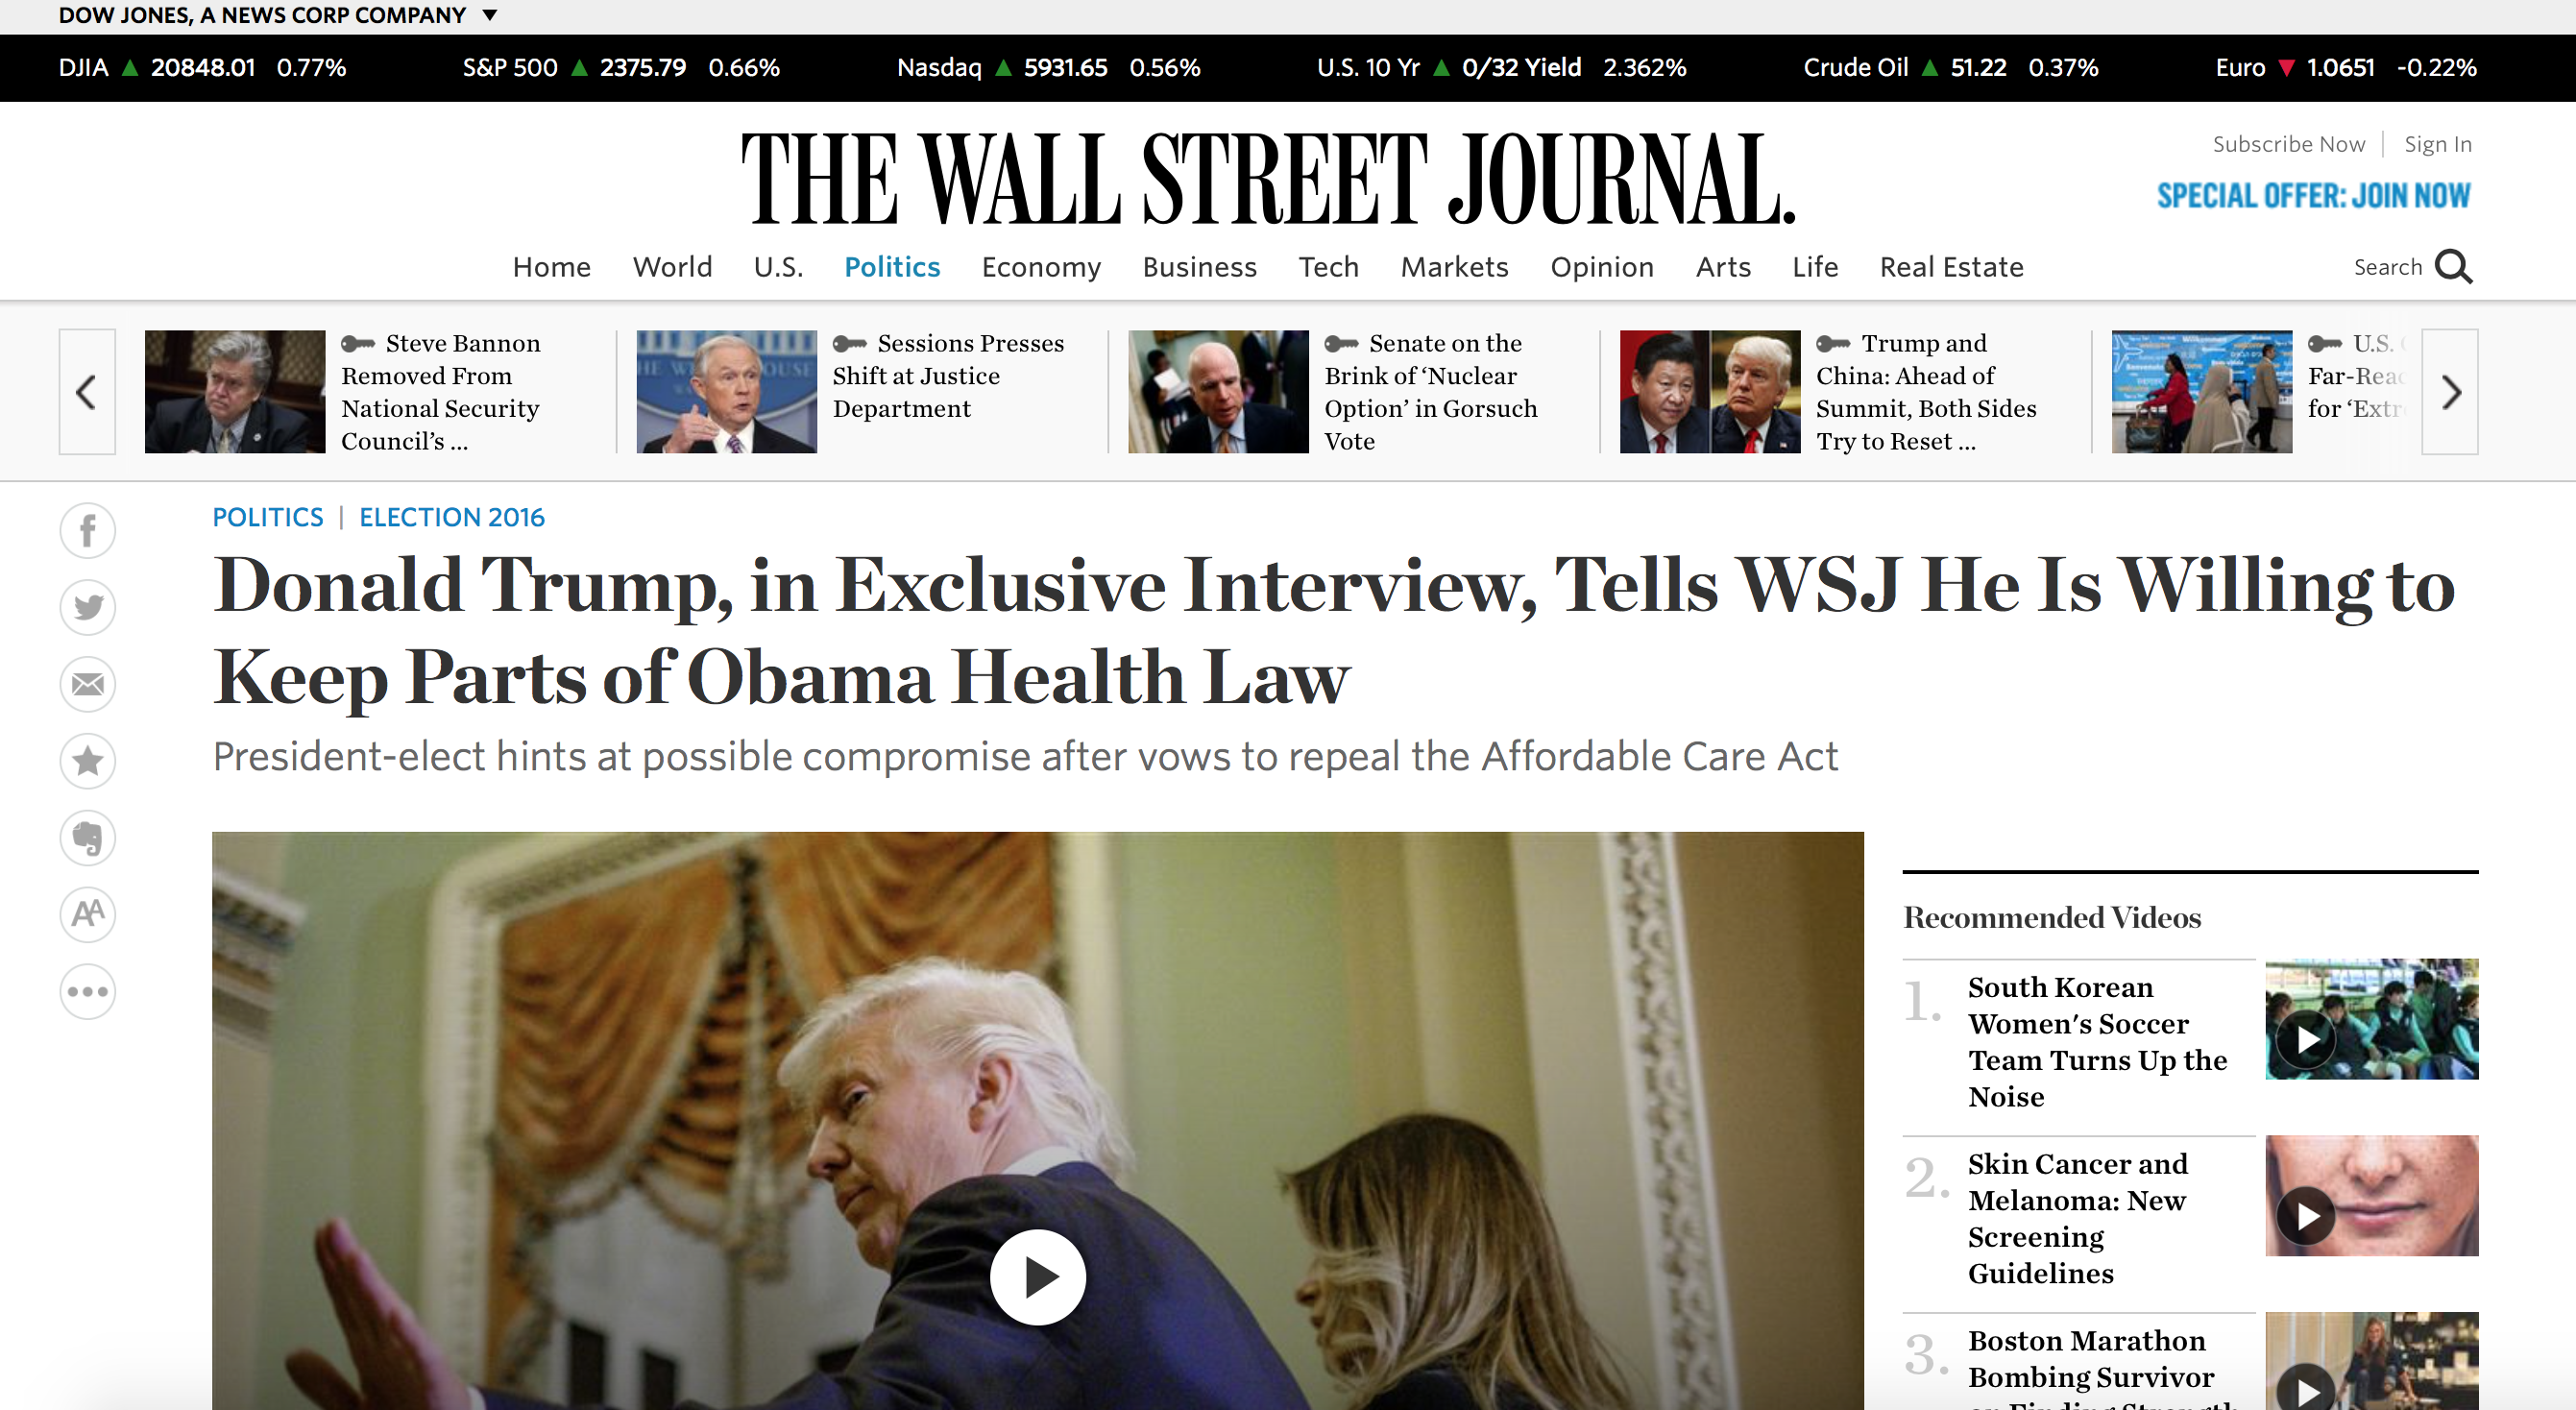 DOW JONES, A NEWS CORP COMPANY ▼
DJIA ▲ 20848.01 0.77% S&P 500 ▲ 2375.79 0.66% Nasdaq ▲ 5931.65 0.56% U.S. 10 Yr ▲ 0/32 Yield 2.362% Crude Oil ▲ 51.22 0.37% Euro ▼ 1.0651 -0.22%
THE WALL STREET JOURNAL.
Subscribe Now | Sign In
SPECIAL OFFER: JOIN NOW
Home World U.S. Politics Economy Business Tech Markets Opinion Arts Life Real Estate
Search
Steve Bannon
Removed From
National Security
Council’s ...
Sessions Presses
Shift at Justice
Department
Senate on the
Brink of ‘Nuclear
Option’ in Gorsuch
Vote
Trump and
China: Ahead of
Summit, Both Sides
Try to Reset ...
U.S.
Far-Reac
for ‘Extr
POLITICS | ELECTION 2016
Donald Trump, in Exclusive Interview, Tells WSJ He Is Willing to
Keep Parts of Obama Health Law
President-elect hints at possible compromise after vows to repeal the Affordable Care Act
Recommended Videos
1. South Korean
Women's Soccer
Team Turns Up the
Noise
2. Skin Cancer and
Melanoma: New
Screening
Guidelines
3. Boston Marathon
Bombing Survivor